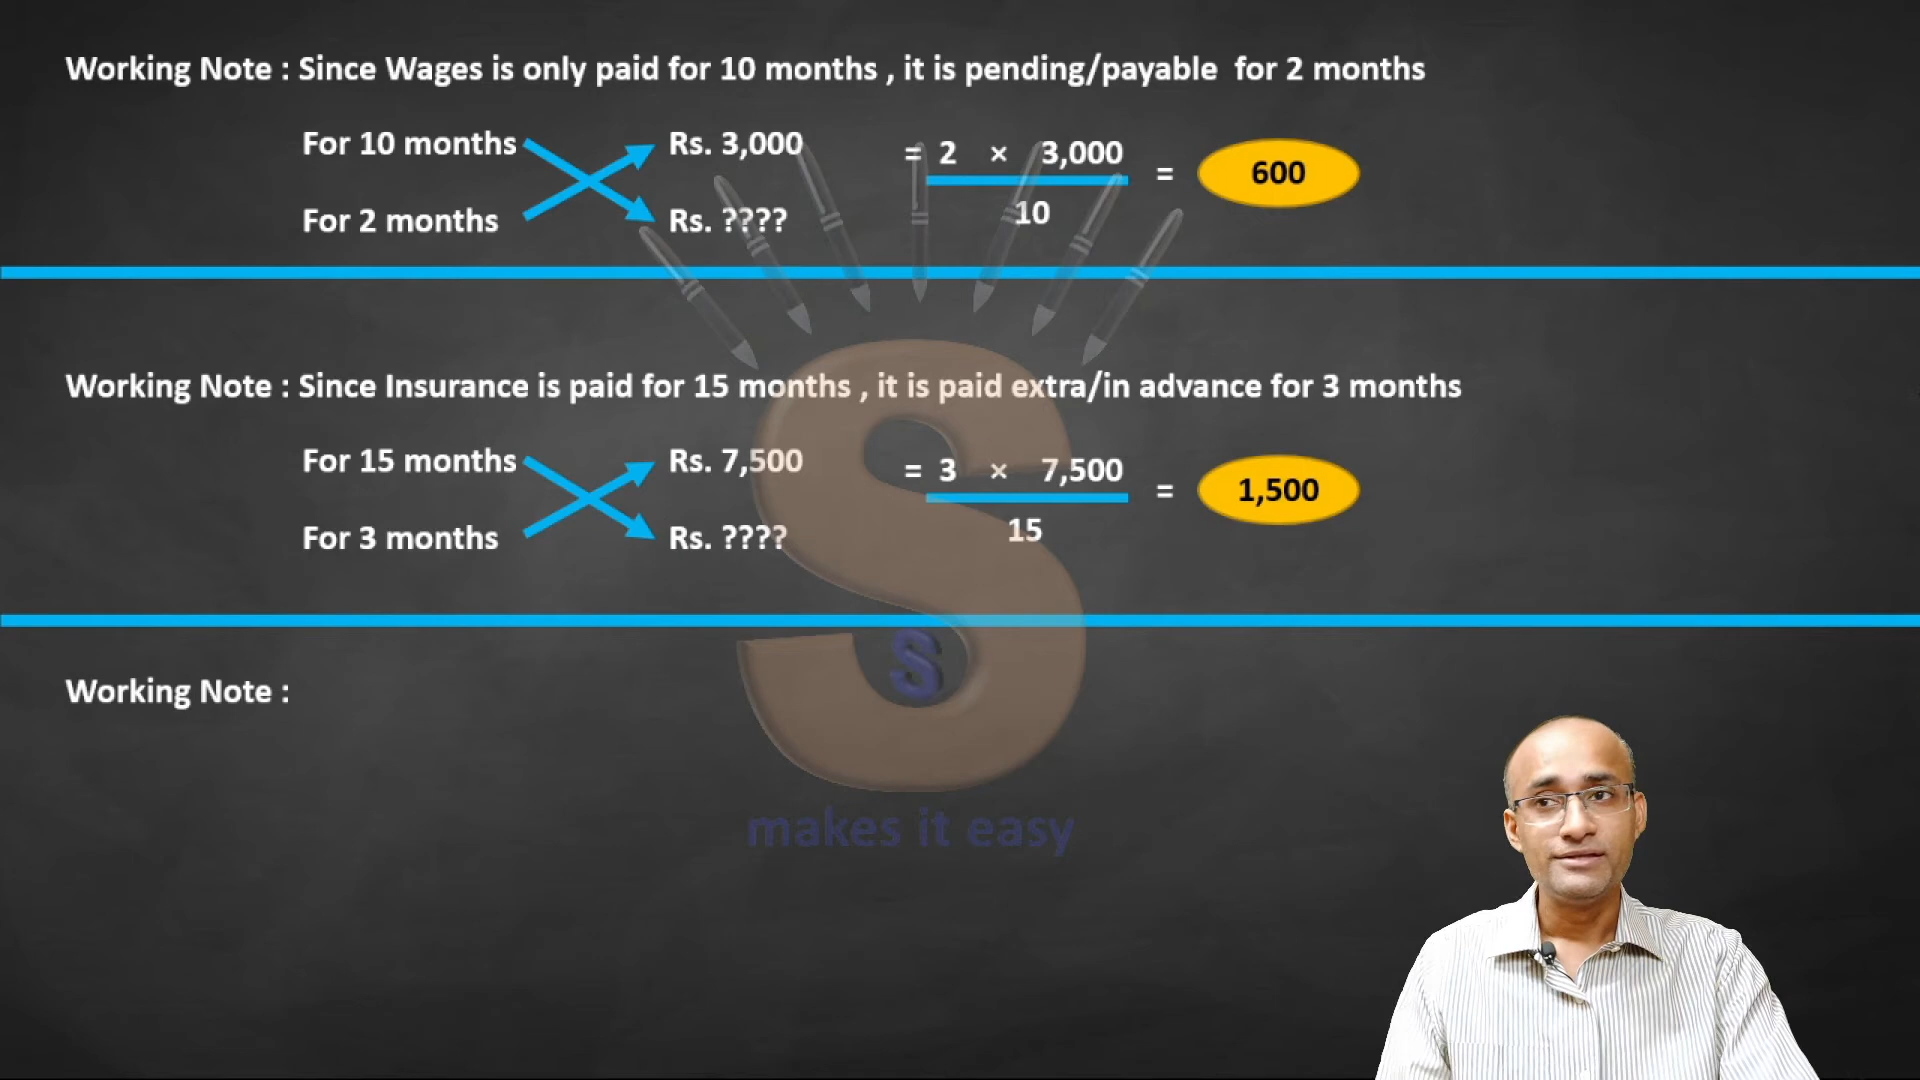 Working Note : Since Wages is only paid for 10 months , it is pending/payable for 2 months
For 10 months Rs. 3,000 = 2 × 3,000 = 600
10
For 2 months Rs. ????
Working Note : Since Insurance is paid for 15 months , it is paid extra/in advance for 3 months
For 15 months Rs. 7,500 = 3 × 7,500 = 1,500
15
For 3 months Rs. ????
S
S
Working Note :
makes it easy